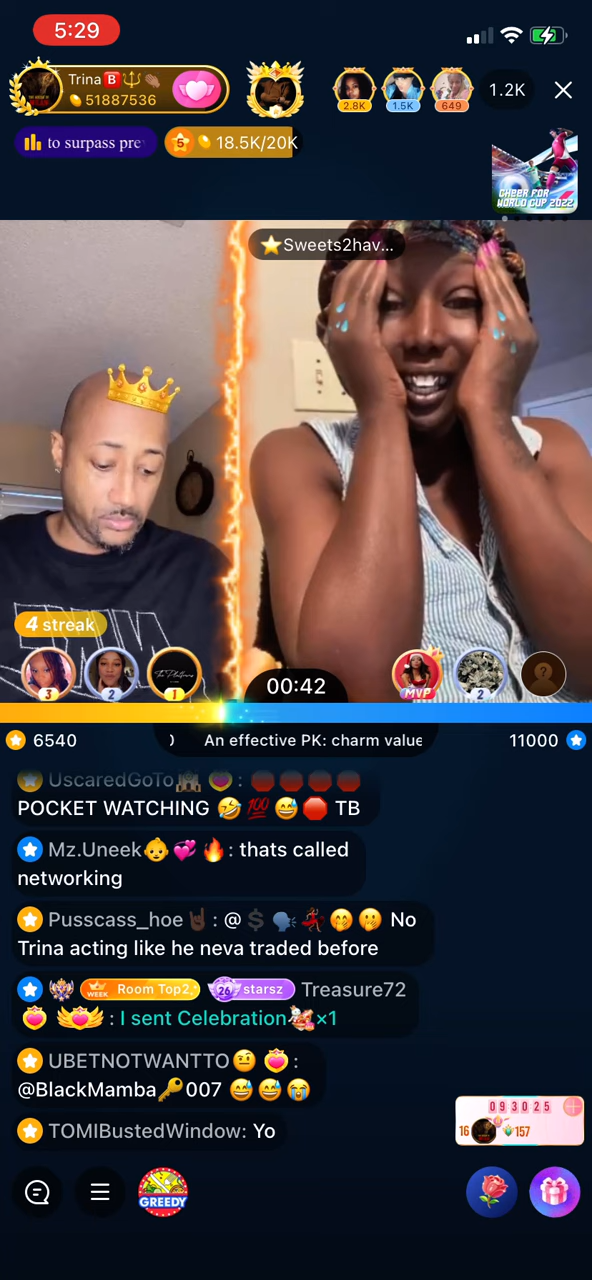 5:29
Trina B
51887536
2.8K
1.5K
649
1.2K
to surpass pre
5 18.5K/20K
CHEER FOR
WORLD CUP 2022
Sweets2hav...
4 streak
3
2
1
00:42
MVP
2
?
6540
) An effective PK: charm value
11000
UscaredGoTo :
POCKET WATCHING 💯 TB
Mz.Uneek : thats called
networking
Pusscass_hoe : @ $ No
Trina acting like he neva traded before
WEEK Room Top2 26 starsz Treasure72
: I sent Celebration ×1
UBETNOTWANTTO :
@BlackMamba 007
TOMIBustedWindow: Yo
09 30 25
16 157
GREEDY